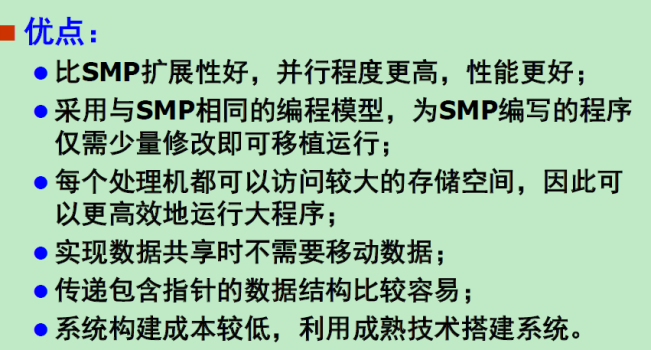 优点：
比SMP扩展性好，并行程度更高，性能更好；
采用与SMP相同的编程模型，为SMP编写的程序
仅需少量修改即可移植运行；
每个处理机都可以访问较大的存储空间，因此可
以更高效地运行大程序；
实现数据共享时不需要移动数据；
传递包含指针的数据结构比较容易；
系统构建成本较低，利用成熟技术搭建系统。